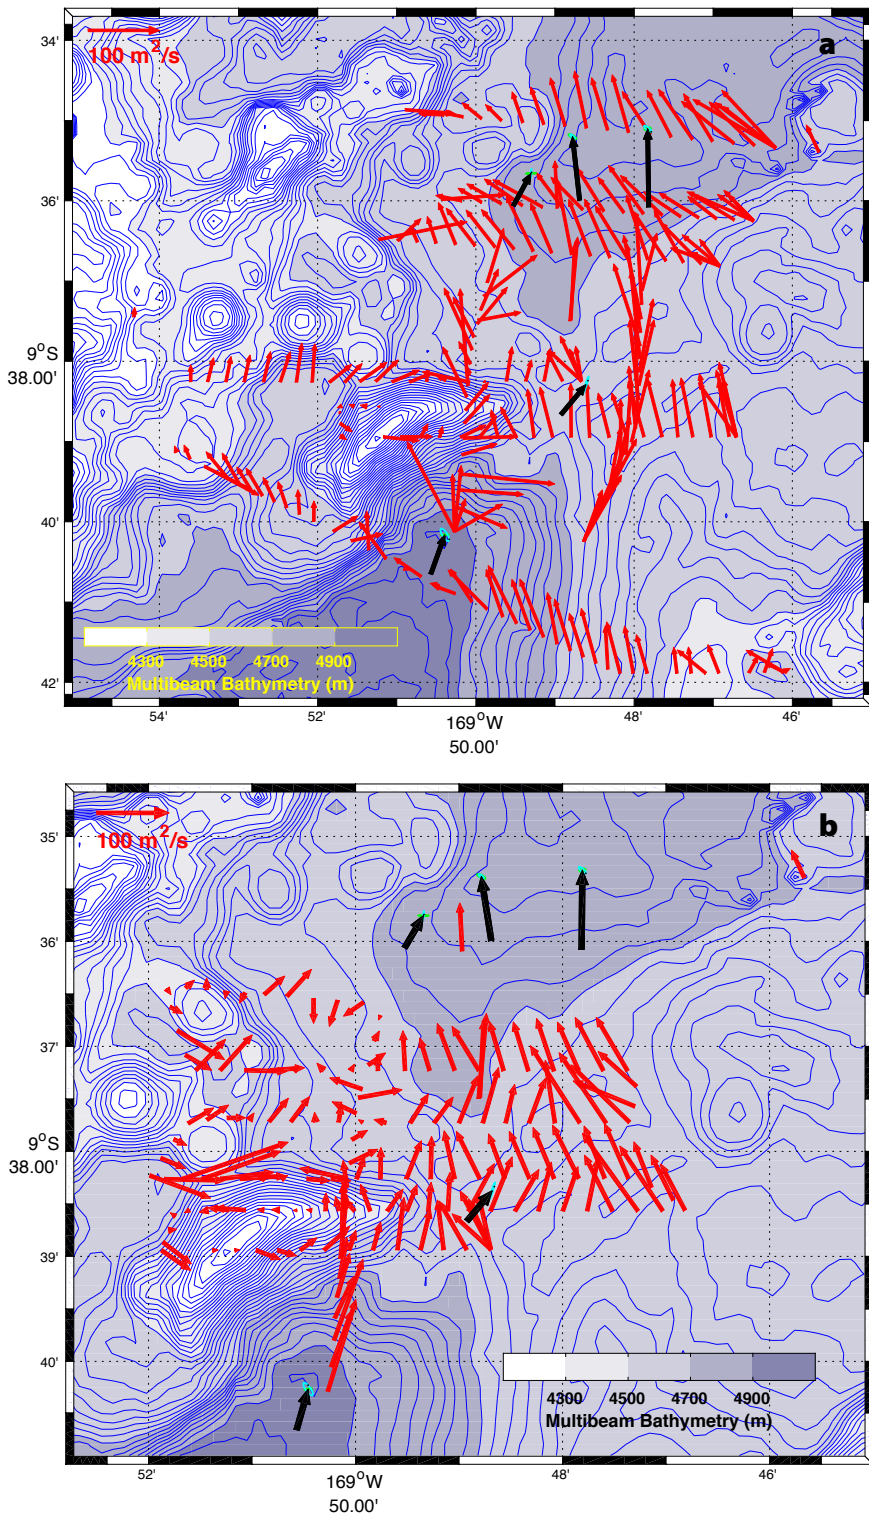 a
100 m²/s
34'
36'
9°S
38.00'
40'
42'
4300 4500 4700 4900
Multibeam Bathymetry (m)
54' 52' 169°W 48' 46'
50.00'
b
100 m²/s
35'
36'
37'
9°S
38.00'
39'
40'
4300 4500 4700 4900
Multibeam Bathymetry (m)
52' 169°W 48' 46'
50.00'